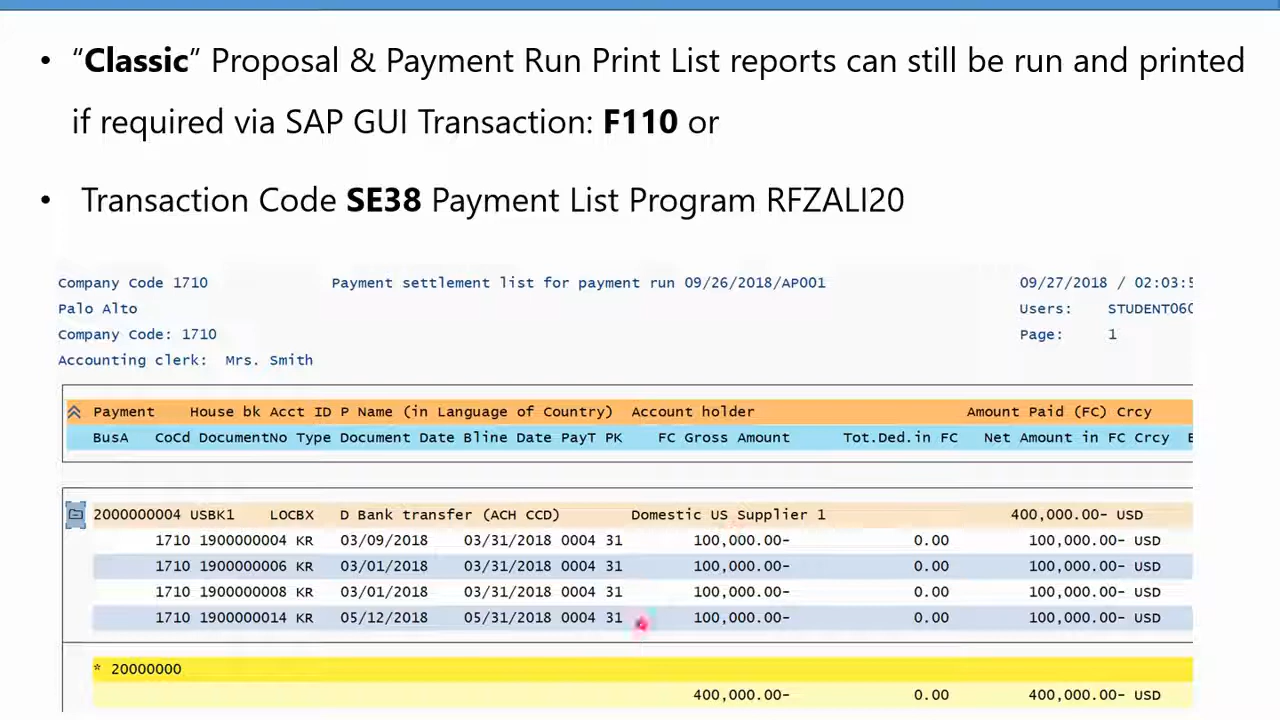 • “Classic” Proposal & Payment Run Print List reports can still be run and printed
if required via SAP GUI Transaction: F110 or
• Transaction Code SE38 Payment List Program RFZALI20
Company Code 1710 Payment settlement list for payment run 09/26/2018/AP001 09/27/2018 / 02:03:5
Palo Alto Users: STUDENT060
Company Code: 1710 Page: 1
Accounting clerk: Mrs. Smith
Payment House bk Acct ID P Name (in Language of Country) Account holder Amount Paid (FC) Crcy
BusA CoCd DocumentNo Type Document Date Bline Date PayT PK FC Gross Amount Tot.Ded.in FC Net Amount in FC Crcy
2000000004 USBK1 LOCBX D Bank transfer (ACH CCD) Domestic US Supplier 1 400,000.00- USD
1710 1900000004 KR 03/09/2018 03/31/2018 0004 31 100,000.00- 0.00 100,000.00- USD
1710 1900000006 KR 03/01/2018 03/31/2018 0004 31 100,000.00- 0.00 100,000.00- USD
1710 1900000008 KR 03/01/2018 03/31/2018 0004 31 100,000.00- 0.00 100,000.00- USD
1710 1900000014 KR 05/12/2018 05/31/2018 0004 31 100,000.00- 0.00 100,000.00- USD
* 20000000
400,000.00- 0.00 400,000.00- USD